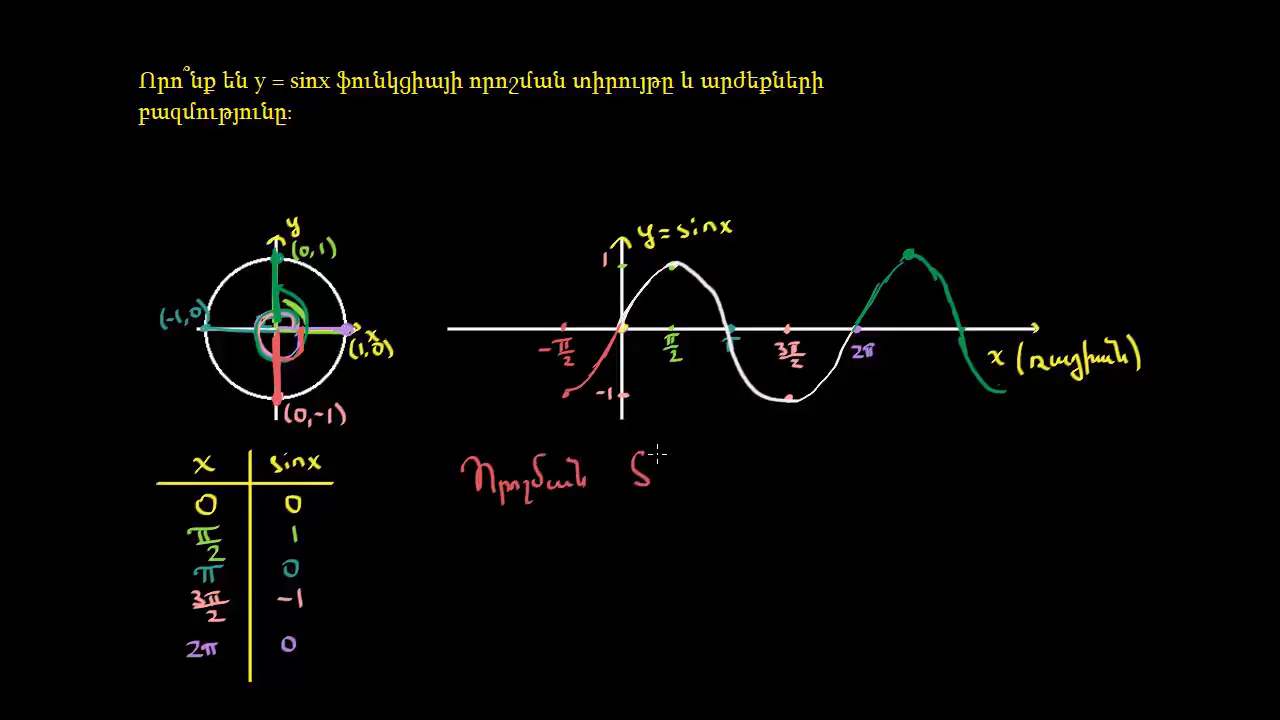 Որո՞նք են y = sinx ֆունկցիայի որոշման տիրույթը և արժեքների
բազմությունը:
y
(0,1)
(-1,0)
x
(1,0)
(0,-1)
y=sinx
1
-π/2
π/2
π
3π/2
2π
x (ռադիան)
-1
Որոշման Տ
x sinx
0 0
π/2 1
π 0
3π/2 -1
2π 0